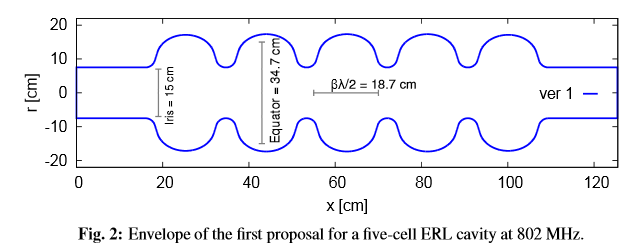 20
10
0
-10
-20
r [cm]
Iris = 15 cm
Equator = 34.7 cm
βλ/2 = 18.7 cm
ver 1
0 20 40 60 80 100 120
x [cm]
Fig. 2: Envelope of the first proposal for a five-cell ERL cavity at 802 MHz.